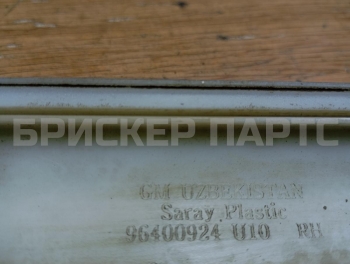 БРИСКЕР ПАРТС
GM UZBEKISTAN
Saray Plastic
96400924 U10 RH